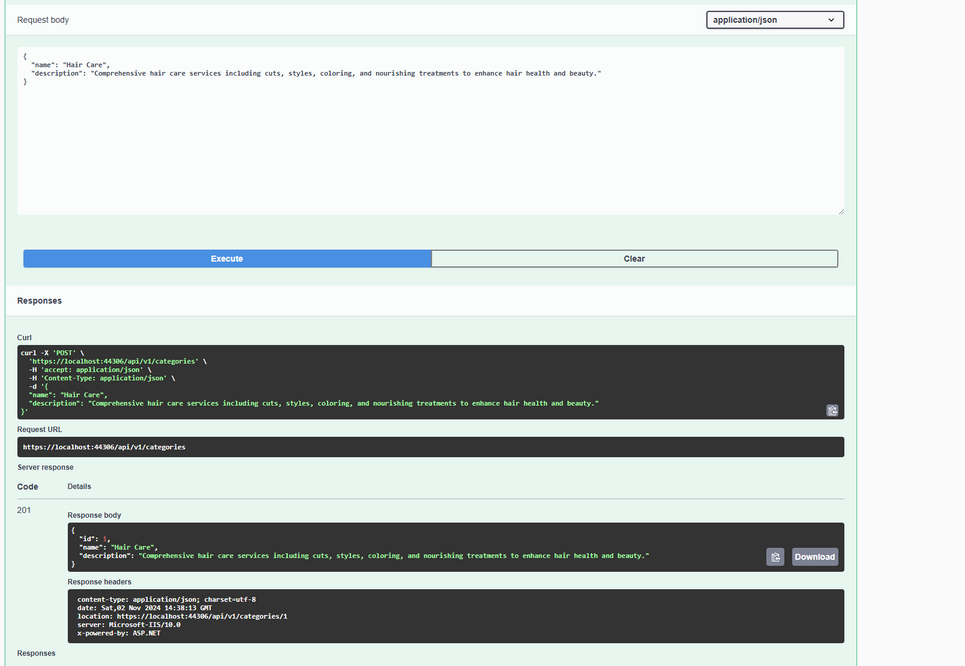 Request body
application/json
{
"name": "Hair Care",
"description": "Comprehensive hair care services including cuts, styles, coloring, and nourishing treatments to enhance hair health and beauty."
}
Execute
Clear
Responses
Curl
curl -X 'POST' \
'https://localhost:44306/api/v1/categories' \
-H 'accept: application/json' \
-H 'Content-Type: application/json' \
-d '{
"name": "Hair Care",
"description": "Comprehensive hair care services including cuts, styles, coloring, and nourishing treatments to enhance hair health and beauty."
}'
Request URL
https://localhost:44306/api/v1/categories
Server response
Code Details
201
Response body
{
"id": 1,
"name": "Hair Care",
"description": "Comprehensive hair care services including cuts, styles, coloring, and nourishing treatments to enhance hair health and beauty."
}
Download
Response headers
content-type: application/json; charset=utf-8
date: Sat,02 Nov 2024 14:38:13 GMT
location: https://localhost:44306/api/v1/categories/1
server: Microsoft-IIS/10.0
x-powered-by: ASP.NET
Responses